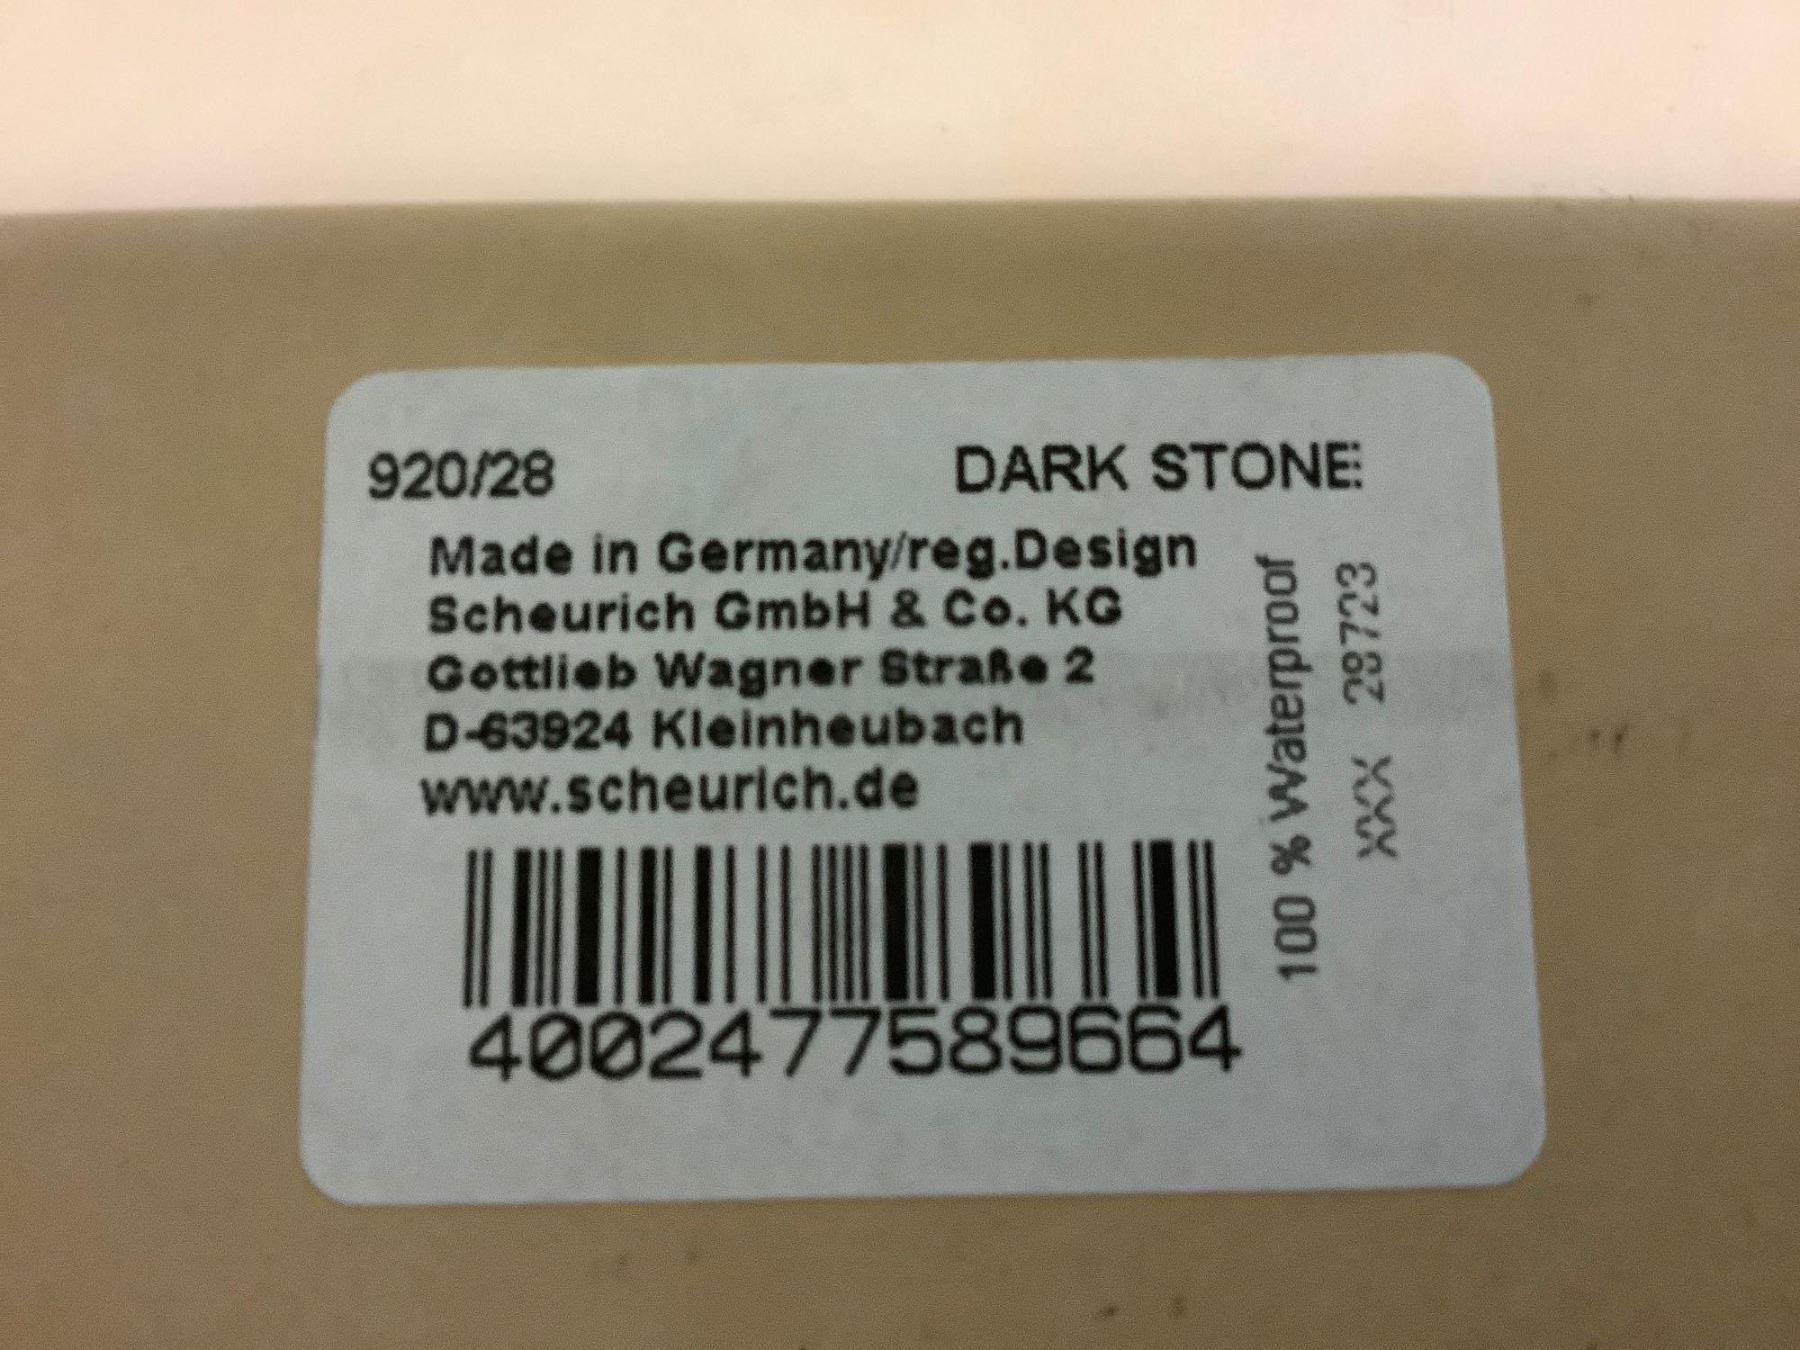 920/28 DARK STONE
Made in Germany/reg.Design
Scheurich GmbH & Co. KG
Gottlieb Wagner Straße 2
D-63924 Kleinheubach
www.scheurich.de
4002477589664
100 % Waterproof
XXX 28723